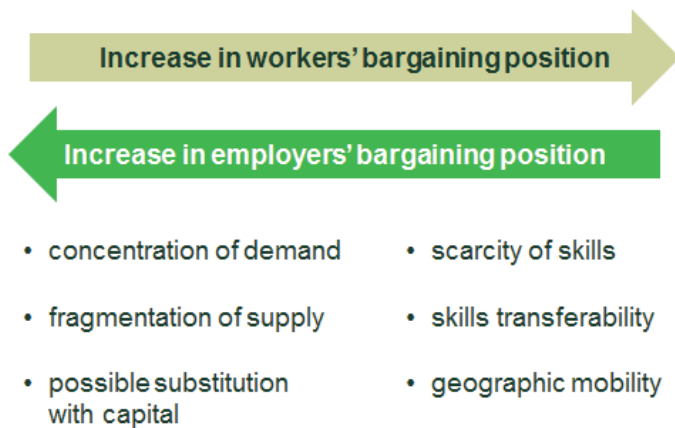 Increase in workers' bargaining position
Increase in employers' bargaining position
• concentration of demand
• fragmentation of supply
• possible substitution
with capital
• scarcity of skills
• skills transferability
• geographic mobility